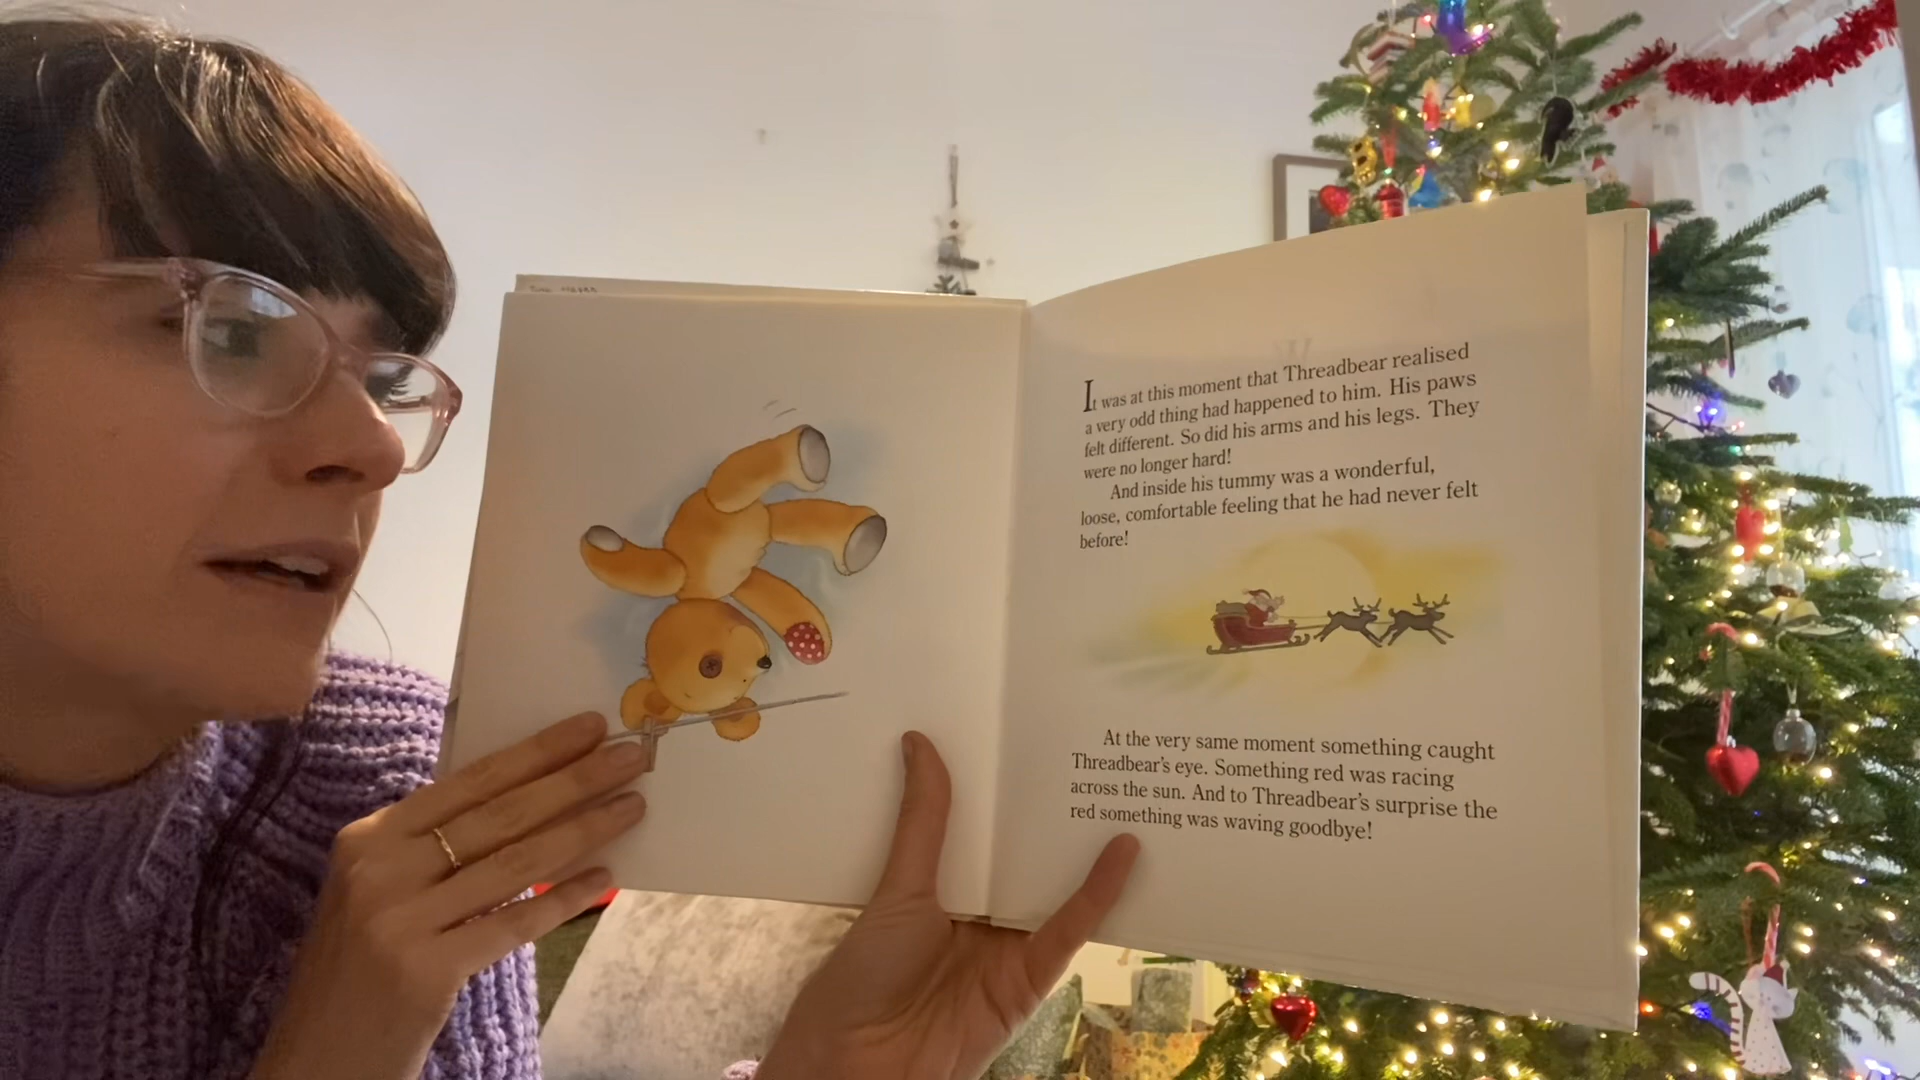 It was at this moment that Threadbear realised
a very odd thing had happened to him. His paws
felt different. So did his arms and his legs. They
were no longer hard!
And inside his tummy was a wonderful,
loose, comfortable feeling that he had never felt
before!
At the very same moment something caught
Threadbear's eye. Something red was racing
across the sun. And to Threadbear's surprise the
red something was waving goodbye!